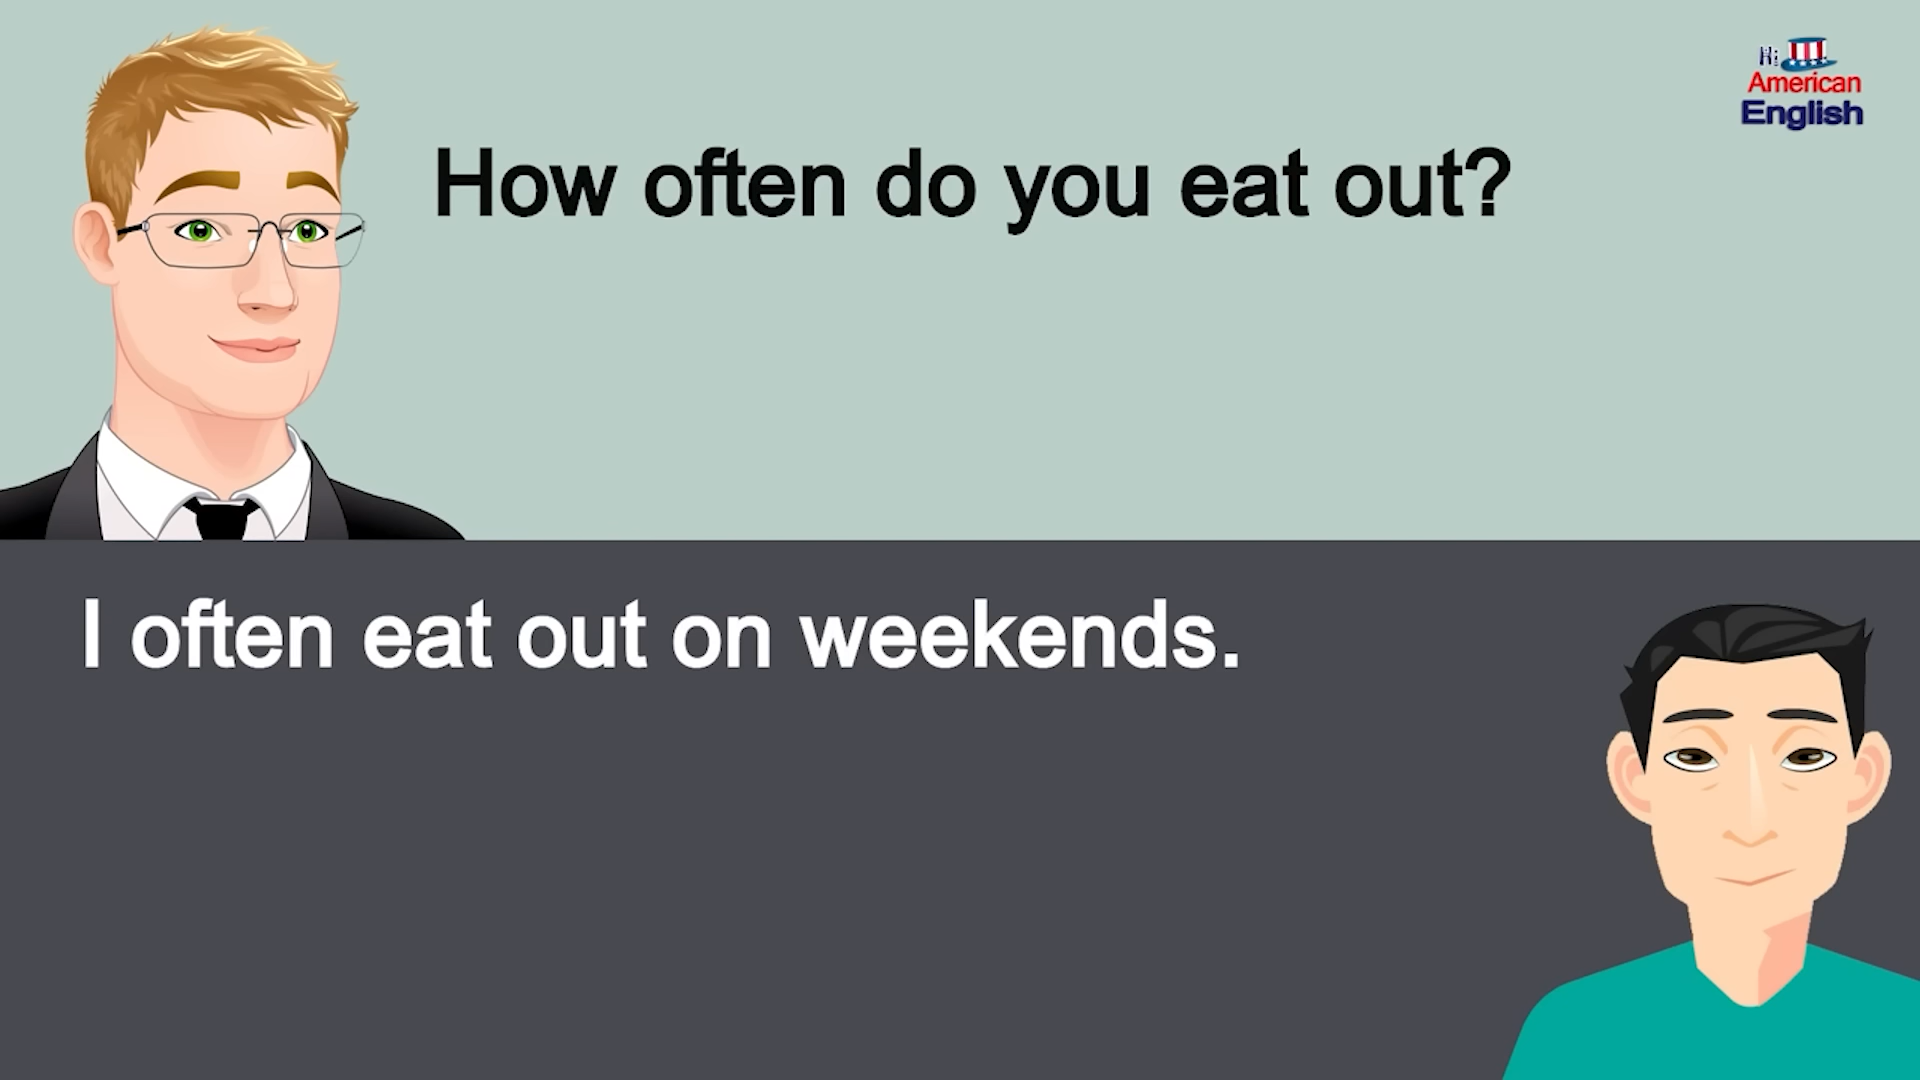 Hi
American
English
How often do you eat out?
I often eat out on weekends.